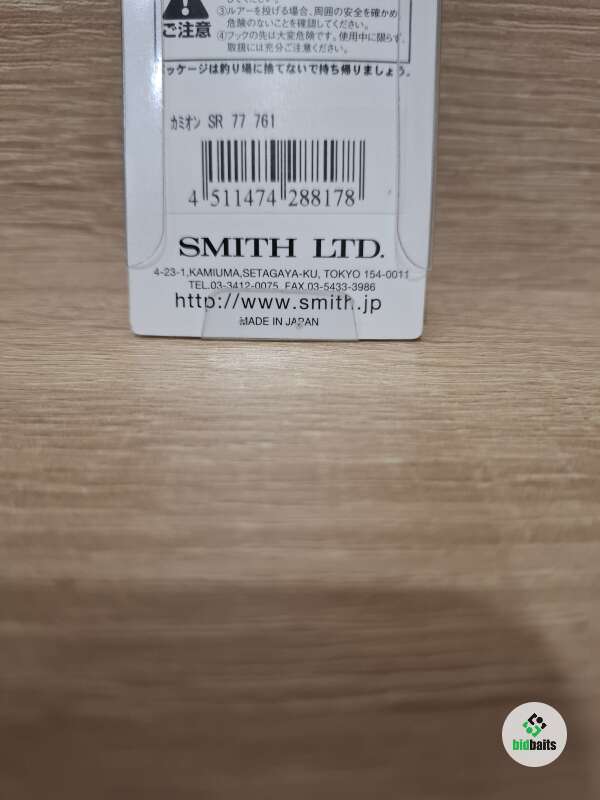 ③ルアーを投げる場合、周囲の安全を確かめ
危険のないことを確認してください。
ご注意
④フックの先は大変危険です。使用中に限らず、
取扱には充分ご注意ください。
ッケージは釣り場に捨てないで持ち帰りましょう。
カミオン SR 77 761
4 511474 288178
SMITH LTD.
4-23-1,KAMIUMA,SETAGAYA-KU, TOKYO 154-0011
TEL.03-3412-0075 FAX.03-5433-3986
http://www.smith.jp
MADE IN JAPAN
bidbaits